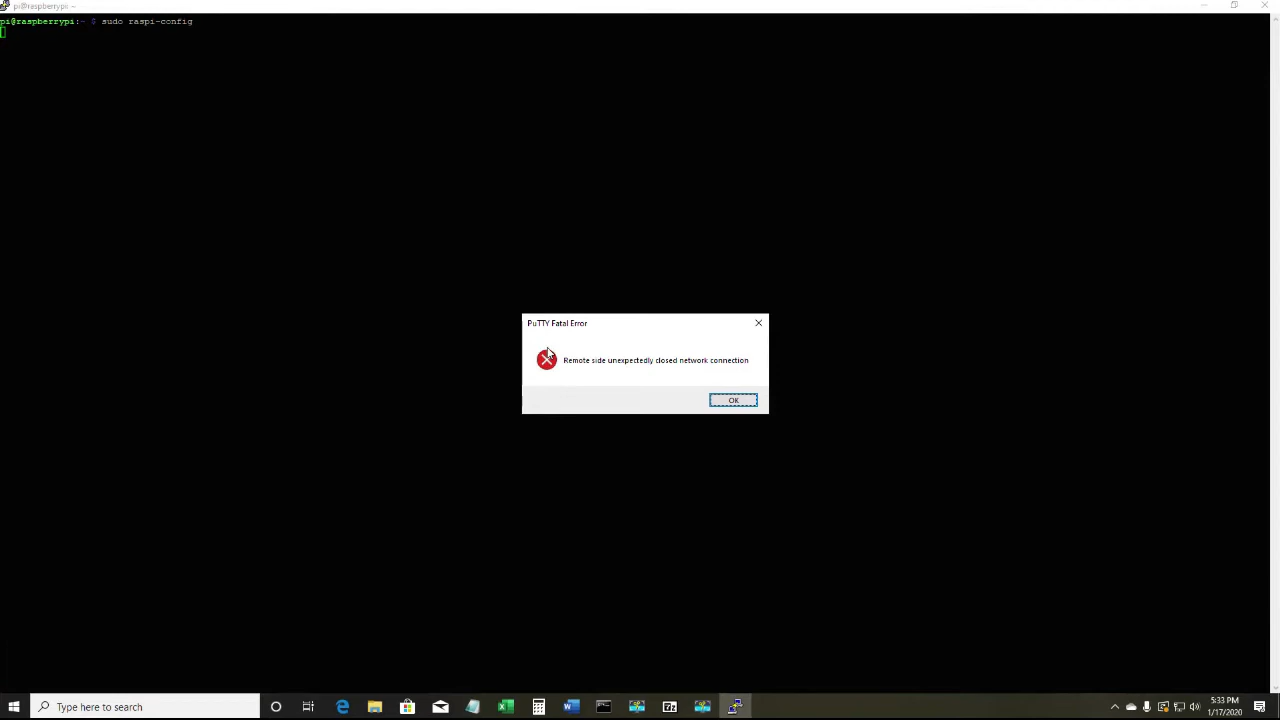 pi@raspberrypi: ~
pi@raspberrypi:~ $ sudo raspi-config
PuTTY Fatal Error
Remote side unexpectedly closed network connection
OK
Type here to search
5:33 PM
1/17/2020